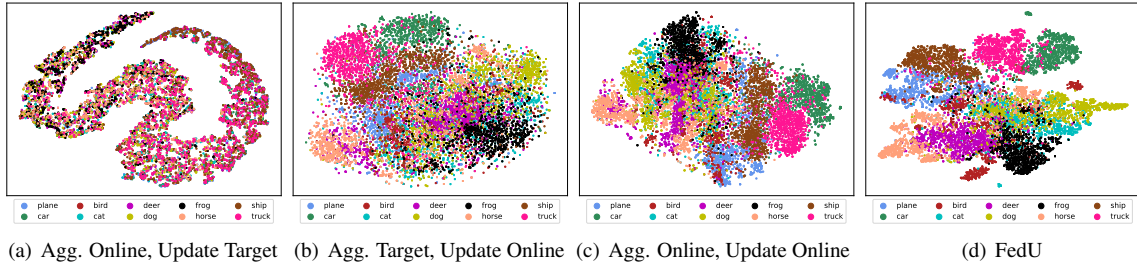 plane bird deer frog ship
car cat dog horse truck
plane bird deer frog ship
car cat dog horse truck
plane bird deer frog ship
car cat dog horse truck
plane bird deer frog ship
car cat dog horse truck
(a) Agg. Online, Update Target
(b) Agg. Target, Update Online
(c) Agg. Online, Update Online
(d) FedU